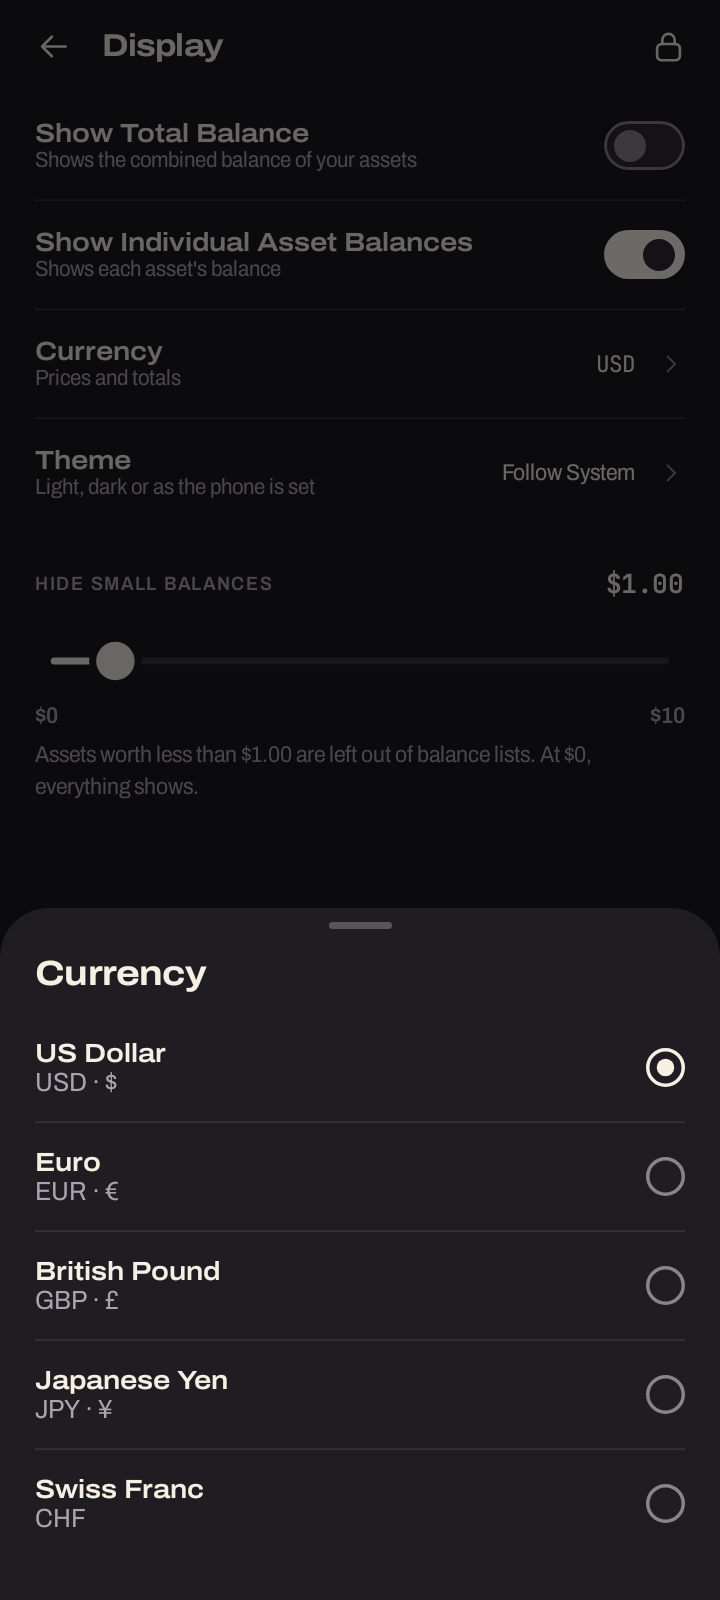 Display
Show Total Balance
Shows the combined balance of your assets
Show Individual Asset Balances
Shows each asset's balance
Currency
Prices and totals
USD
Theme
Light, dark or as the phone is set
Follow System
HIDE SMALL BALANCES
$1.00
$0
$10
Assets worth less than $1.00 are left out of balance lists. At $0,
everything shows.
Currency
US Dollar
USD · $
Euro
EUR · €
British Pound
GBP · £
Japanese Yen
JPY · ¥
Swiss Franc
CHF